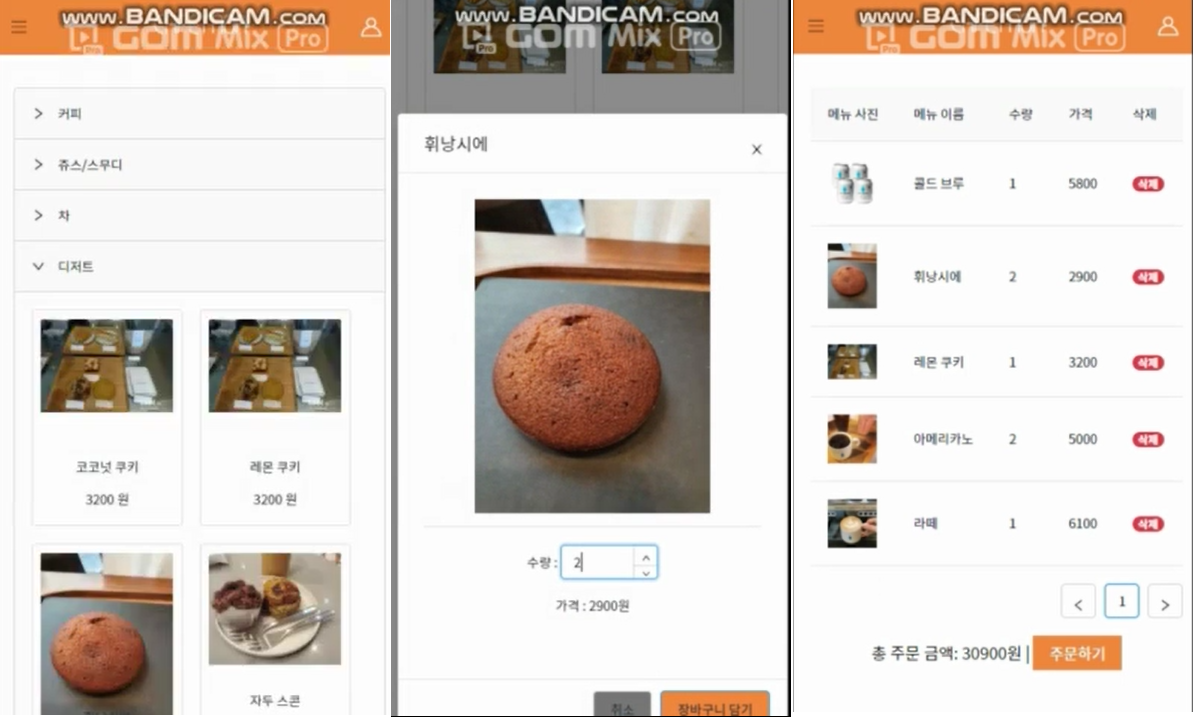 www.BANDICAM.com
GOM Mix Pro
커피
쥬스/스무디
차
디저트
코코넛 쿠키
3200 원
레몬 쿠키
3200 원
자두 스콘
www.BANDICAM.com
GOM Mix Pro
휘낭시에
x
수량 : 2
가격 : 2900원
취소
장바구니 담기
www.BANDICAM.com
GOM Mix Pro
메뉴 사진 메뉴 이름 수량 가격 삭제
콜드 브루 1 5800 삭제
휘낭시에 2 2900 삭제
레몬 쿠키 1 3200 삭제
아메리카노 2 5000 삭제
라떼 1 6100 삭제
< 1 >
총 주문 금액: 30900원 | 주문하기